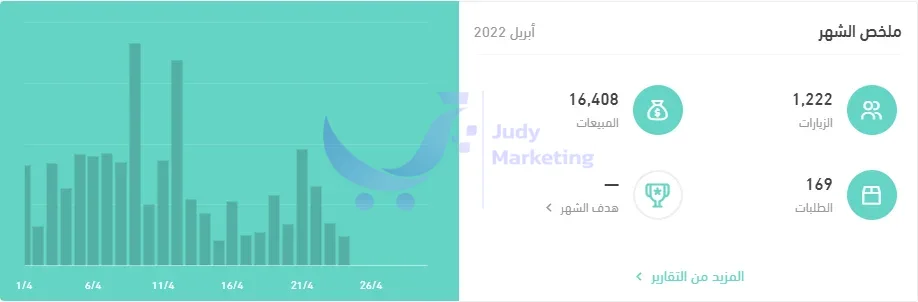 ملخص الشهر
أبريل 2022
1,222
الزيارات
16,408
المبيعات
169
الطلبات
—
هدف الشهر
المزيد من التقارير
Judy
Marketing
1/4 6/4 11/4 16/4 21/4 26/4